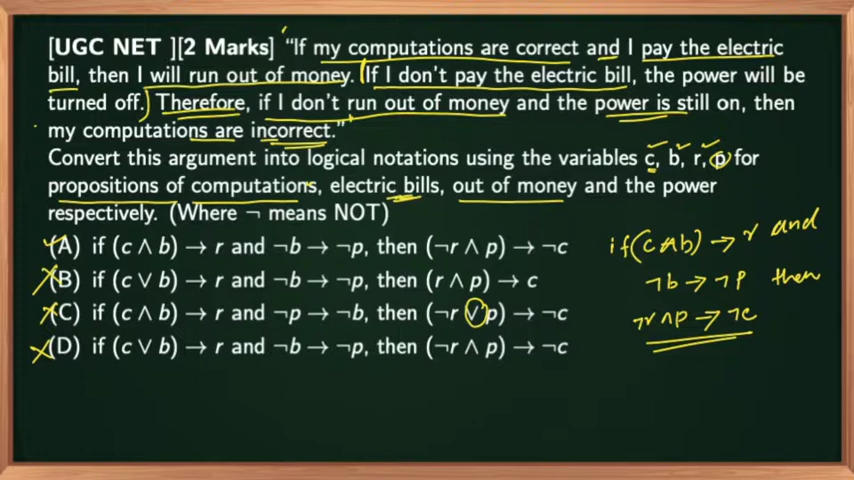 [UGC NET ][2 Marks] "If my computations are correct and I pay the electric
bill, then I will run out of money. If I don't pay the electric bill, the power will be
turned off. Therefore, if I don't run out of money and the power is still on, then
my computations are incorrect."
Convert this argument into logical notations using the variables c, b, r, p for
propositions of computations, electric bills, out of money and the power
respectively. (Where ¬ means NOT)
(A) if (c ∧ b) → r and ¬b → ¬p, then (¬r ∧ p) → ¬c
(B) if (c ∨ b) → r and ¬b → ¬p, then (r ∧ p) → c
(C) if (c ∧ b) → r and ¬p → ¬b, then (¬r ∨ p) → ¬c
(D) if (c ∨ b) → r and ¬b → ¬p, then (¬r ∧ p) → ¬c
if (c ∧ b) → r and
¬b → ¬p then
¬r ∧ p → ¬c